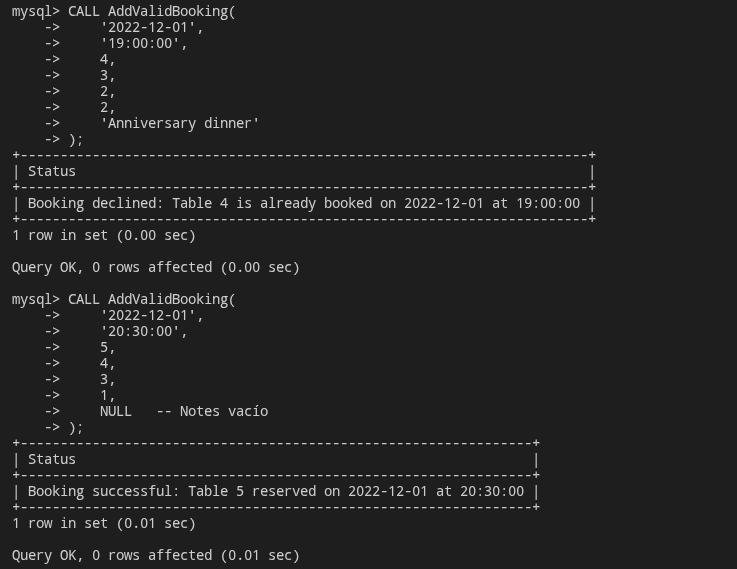 mysql> CALL AddValidBooking(
    ->     '2022-12-01',
    ->     '19:00:00',
    ->     4,
    ->     3,
    ->     2,
    ->     2,
    ->     'Anniversary dinner'
    -> );
+-----------------------------------------------------------------------+
| Status                                                                |
+-----------------------------------------------------------------------+
| Booking declined: Table 4 is already booked on 2022-12-01 at 19:00:00 |
+-----------------------------------------------------------------------+
1 row in set (0.00 sec)

Query OK, 0 rows affected (0.00 sec)

mysql> CALL AddValidBooking(
    ->     '2022-12-01',
    ->     '20:30:00',
    ->     5,
    ->     4,
    ->     3,
    ->     1,
    ->     NULL   -- Notes vacío
    -> );
+----------------------------------------------------------------+
| Status                                                         |
+----------------------------------------------------------------+
| Booking successful: Table 5 reserved on 2022-12-01 at 20:30:00 |
+----------------------------------------------------------------+
1 row in set (0.01 sec)

Query OK, 0 rows affected (0.01 sec)